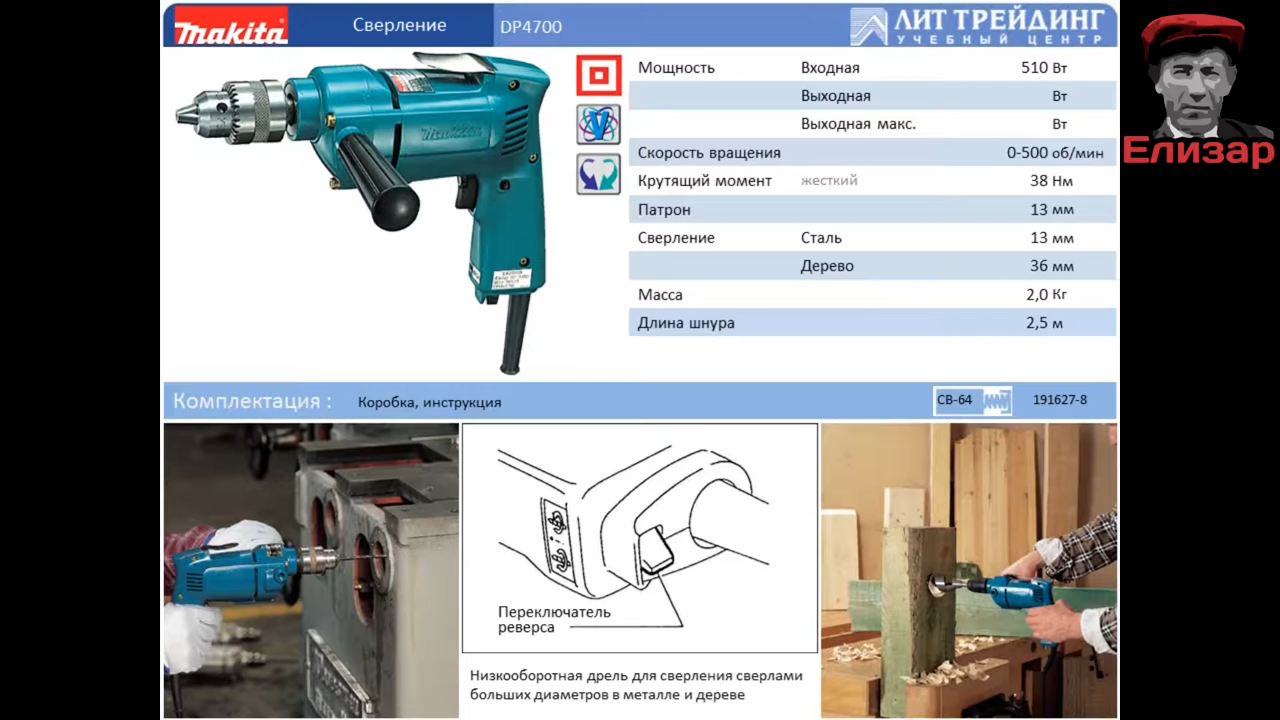 makita
Сверление
DP4700
ЛИТ ТРЕЙДИНГ
УЧЕБНЫЙ ЦЕНТР
Елизар
Мощность Входная 510 Вт
Выходная Вт
Выходная макс. Вт
Скорость вращения 0-500 об/мин
Крутящий момент жесткий 38 Нм
Патрон 13 мм
Сверление Сталь 13 мм
Дерево 36 мм
Масса 2,0 Кг
Длина шнура 2,5 м
Makita
V
Комплектация : Коробка, инструкция CB-64 191627-8
Переключатель
реверса
Низкооборотная дрель для сверления сверлами
больших диаметров в металле и дереве